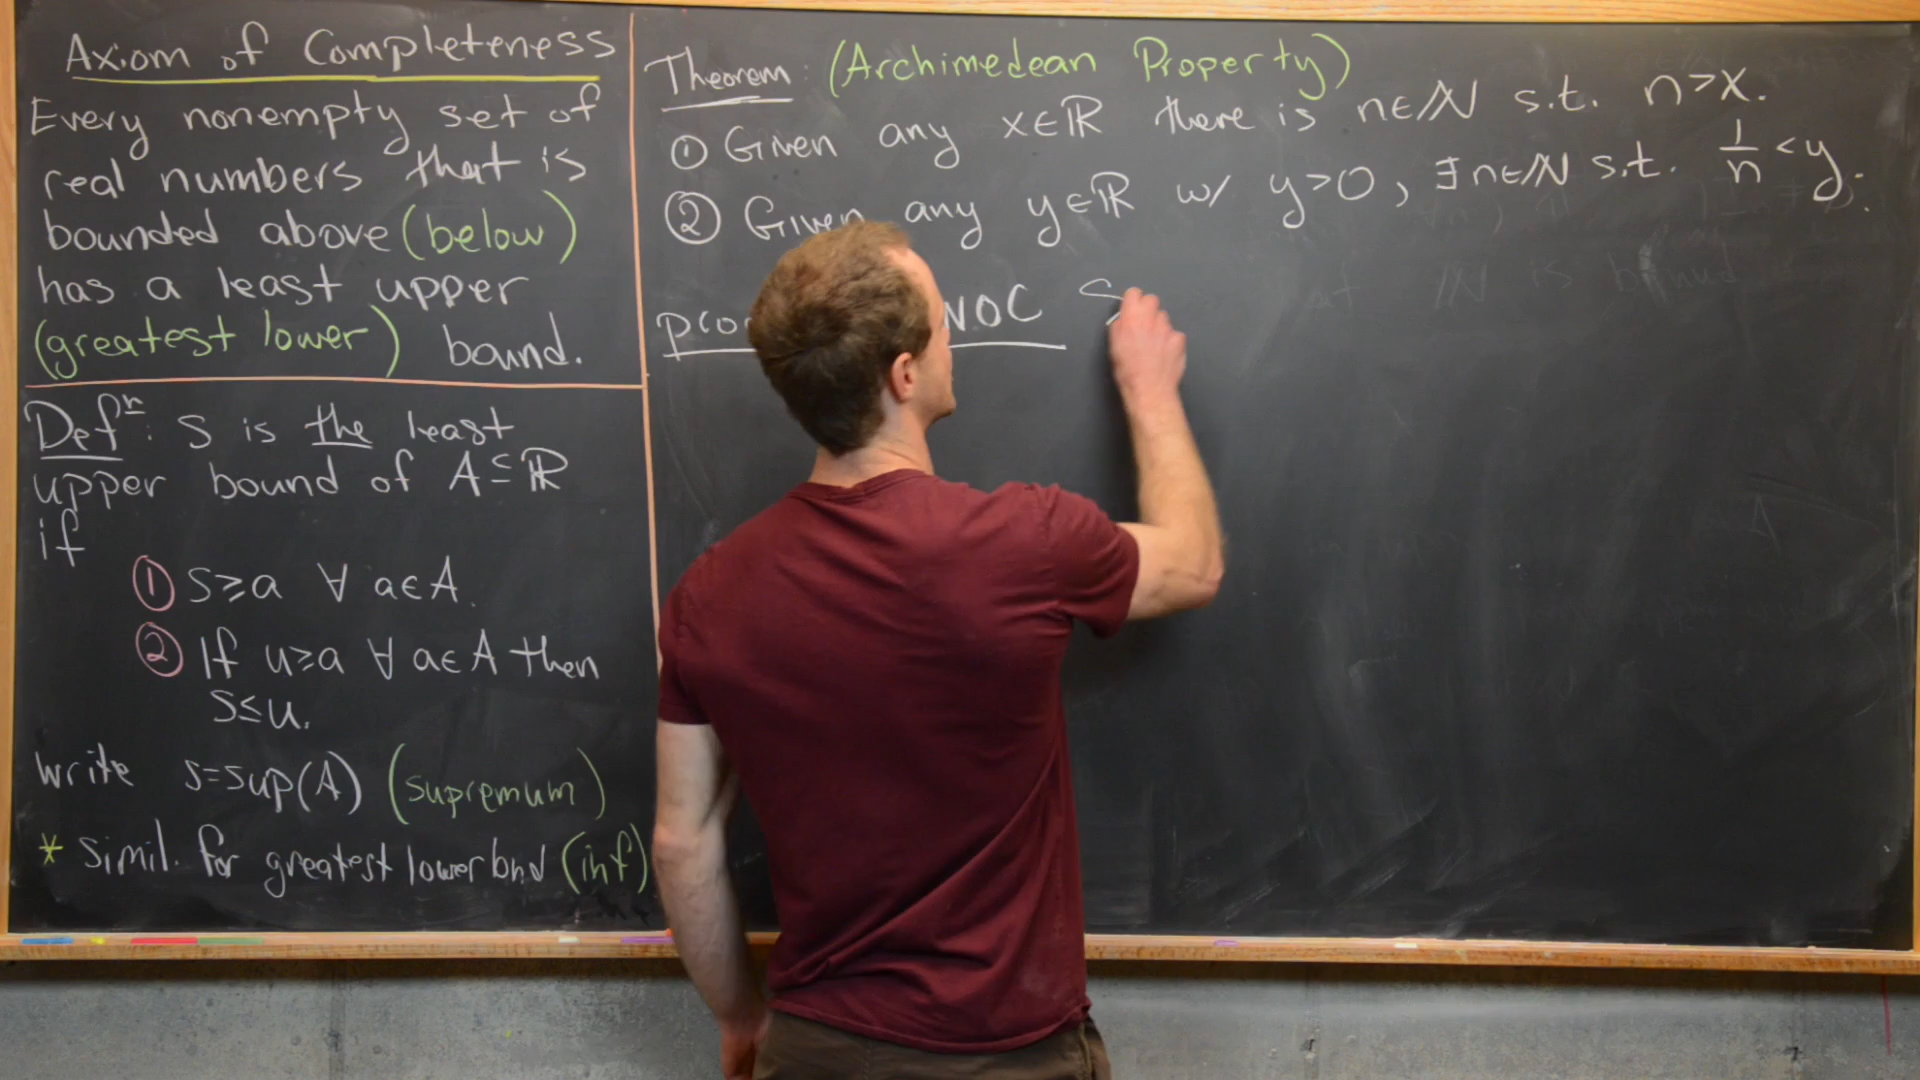 Axiom of Completeness
Every nonempty set of
real numbers that is
bounded above (below)
has a least upper
(greatest lower) bound.
Defⁿ: s is the least
upper bound of A ⊆ ℝ
if
① s ≥ a ∀ a ∈ A.
② If u ≥ a ∀ a ∈ A then
s ≤ u.
write s = sup(A) (supremum)
* simil. for greatest lower bnd (inf)
Theorem: (Archimedean Property)
① Given any x ∈ ℝ there is n ∈ ℕ s.t. n > x.
② Given any y ∈ ℝ w/ y > 0, ∃ n ∈ ℕ s.t. 1/n < y.